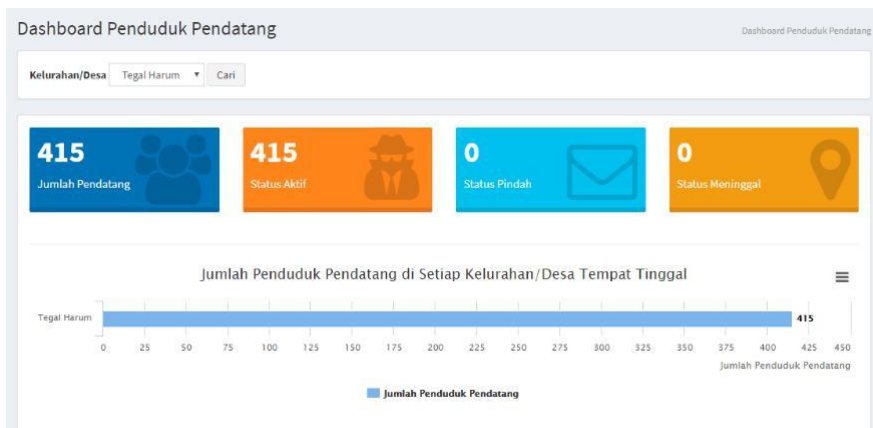 Dashboard Penduduk Pendatang
Dashboard Penduduk Pendatang
Kelurahan/Desa Tegal Harum Cari
415
Jumlah Pendatang
415
Status Aktif
0
Status Pindah
0
Status Meninggal
Jumlah Penduduk Pendatang di Setiap Kelurahan/Desa Tempat Tinggal
Tegal Harum 415
0 25 50 75 100 125 150 175 200 225 250 275 300 325 350 375 400 425 450
Jumlah Penduduk Pendatang
Jumlah Penduduk Pendatang